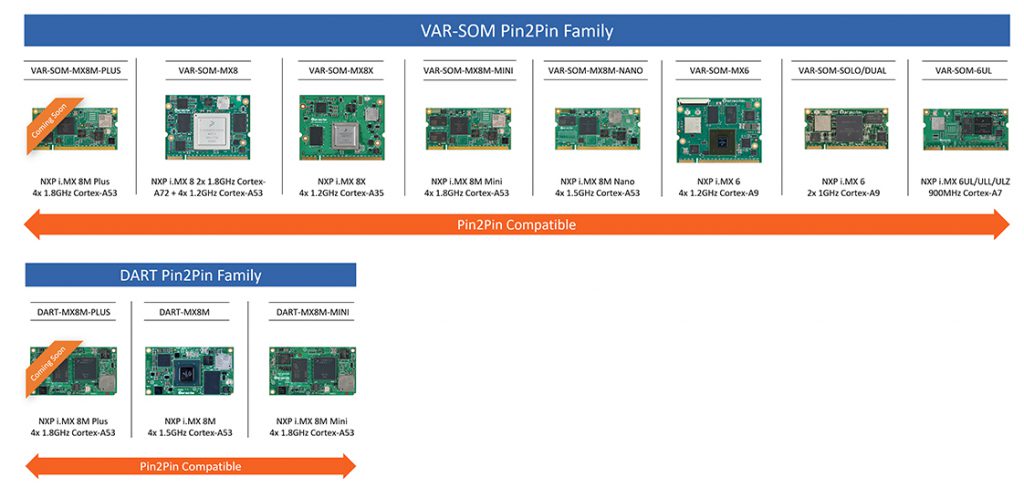 VAR-SOM Pin2Pin Family
VAR-SOM-MX8M-PLUS
VAR-SOM-MX8
VAR-SOM-MX8X
VAR-SOM-MX8M-MINI
VAR-SOM-MX8M-NANO
VAR-SOM-MX6
VAR-SOM-SOLO/DUAL
VAR-SOM-6UL
Coming Soon
NXP i.MX 8M Plus
4x 1.8GHz Cortex-A53
NXP i.MX 8 2x 1.8GHz Cortex-
A72 + 4x 1.2GHz Cortex-A53
NXP i.MX 8X
4x 1.2GHz Cortex-A35
NXP i.MX 8M Mini
4x 1.8GHz Cortex-A53
NXP i.MX 8M Nano
4x 1.5GHz Cortex-A53
NXP i.MX 6
4x 1.2GHz Cortex-A9
NXP i.MX 6
2x 1GHz Cortex-A9
NXP i.MX 6UL/ULL/ULZ
900MHz Cortex-A7
Pin2Pin Compatible
DART Pin2Pin Family
DART-MX8M-PLUS
DART-MX8M
DART-MX8M-MINI
Coming Soon
NXP i.MX 8M Plus
4x 1.8GHz Cortex-A53
NXP i.MX 8M
4x 1.5GHz Cortex-A53
NXP i.MX 8M Mini
4x 1.8GHz Cortex-A53
Pin2Pin Compatible